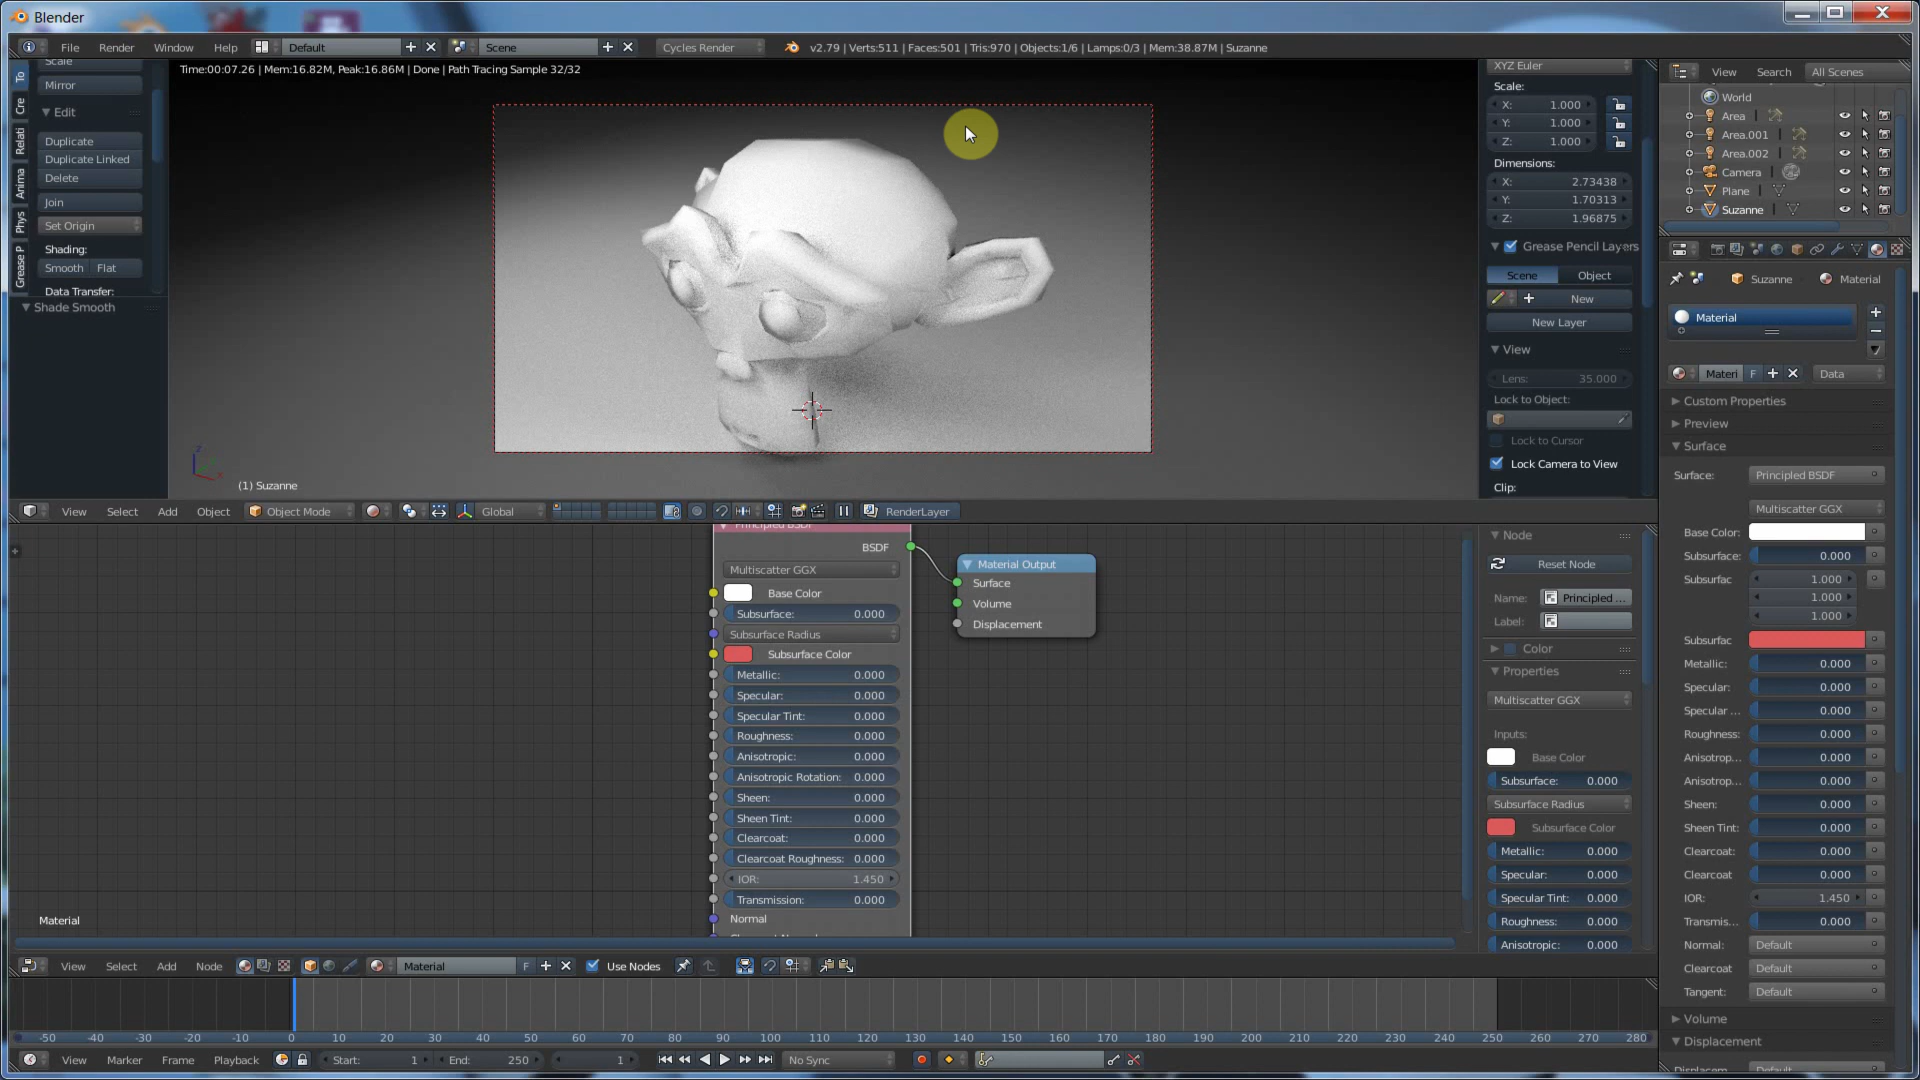 Blender
File Render Window Help Default Scene Cycles Render v2.79 | Verts:511 | Faces:501 | Tris:970 | Objects:1/6 | Lamps:0/3 | Mem:38.87M | Suzanne
To
Cre
Relati
Anima
Phys
Grease P
Scale
Mirror
Edit
Duplicate
Duplicate Linked
Delete
Join
Set Origin
Shading:
Smooth Flat
Data Transfer:
Shade Smooth
Time:00:07.26 | Mem:16.82M, Peak:16.86M | Done | Path Tracing Sample 32/32
(1) Suzanne
XYZ Euler
Scale:
X: 1.000
Y: 1.000
Z: 1.000
Dimensions:
X: 2.73438
Y: 1.70313
Z: 1.96875
Grease Pencil Layers
Scene Object
New
New Layer
View
Lens: 35.000
Lock to Object:
Lock to Cursor
Lock Camera to View
Clip:
View Select Add Object Object Mode Global RenderLayer
View Search All Scenes
World
Area
Area.001
Area.002
Camera
Plane
Suzanne
Suzanne Material
Material
Materi F Data
Custom Properties
Preview
Surface
Surface: Principled BSDF
Multiscatter GGX
Base Color:
Subsurface: 0.000
Subsurfac 1.000
1.000
1.000
Subsurfac
Metallic: 0.000
Specular: 0.000
Specular ... 0.000
Roughness: 0.000
Anisotrop... 0.000
Anisotrop... 0.000
Sheen: 0.000
Sheen Tint: 0.000
Clearcoat: 0.000
Clearcoat 0.000
IOR: 1.450
Transmis... 0.000
Normal: Default
Clearcoat Default
Tangent: Default
Volume
Displacement
Principled BSDF
BSDF
Multiscatter GGX
Base Color
Subsurface: 0.000
Subsurface Radius
Subsurface Color
Metallic: 0.000
Specular: 0.000
Specular Tint: 0.000
Roughness: 0.000
Anisotropic: 0.000
Anisotropic Rotation: 0.000
Sheen: 0.000
Sheen Tint: 0.000
Clearcoat: 0.000
Clearcoat Roughness: 0.000
IOR: 1.450
Transmission: 0.000
Normal
Material Output
Surface
Volume
Displacement
Material
Node
Reset Node
Name: Principled ...
Label:
Color
Properties
Multiscatter GGX
Inputs:
Base Color
Subsurface: 0.000
Subsurface Radius
Subsurface Color
Metallic: 0.000
Specular: 0.000
Specular Tint: 0.000
Roughness: 0.000
Anisotropic: 0.000
View Select Add Node Material F Use Nodes
-50 -40 -30 -20 -10 0 10 20 30 40 50 60 70 80 90 100 110 120 130 140 150 160 170 180 190 200 210 220 230 240 250 260 270 280
View Marker Frame Playback Start: 1 End: 250 1 No Sync